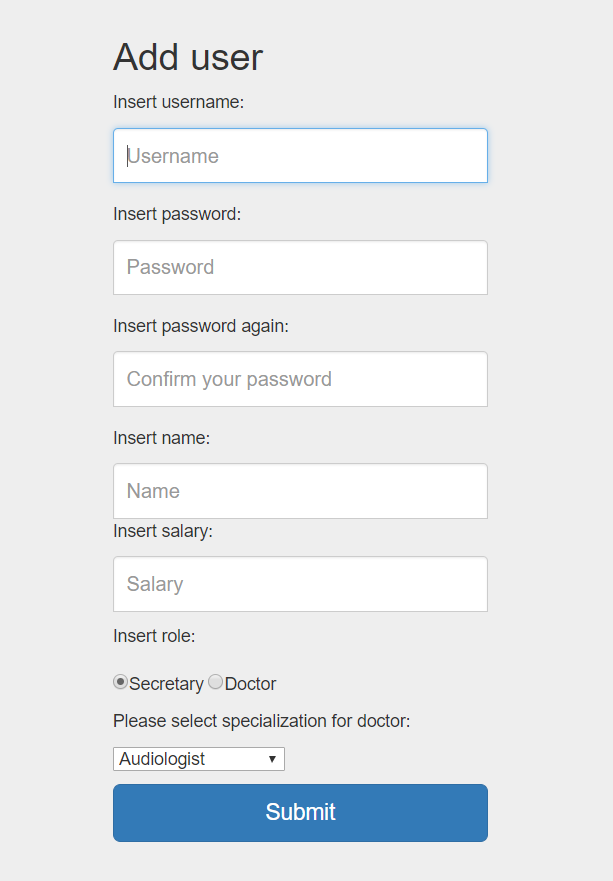 Add user
Insert username:
Username
Insert password:
Password
Insert password again:
Confirm your password
Insert name:
Name
Insert salary:
Salary
Insert role:
Secretary Doctor
Please select specialization for doctor:
Audiologist
Submit